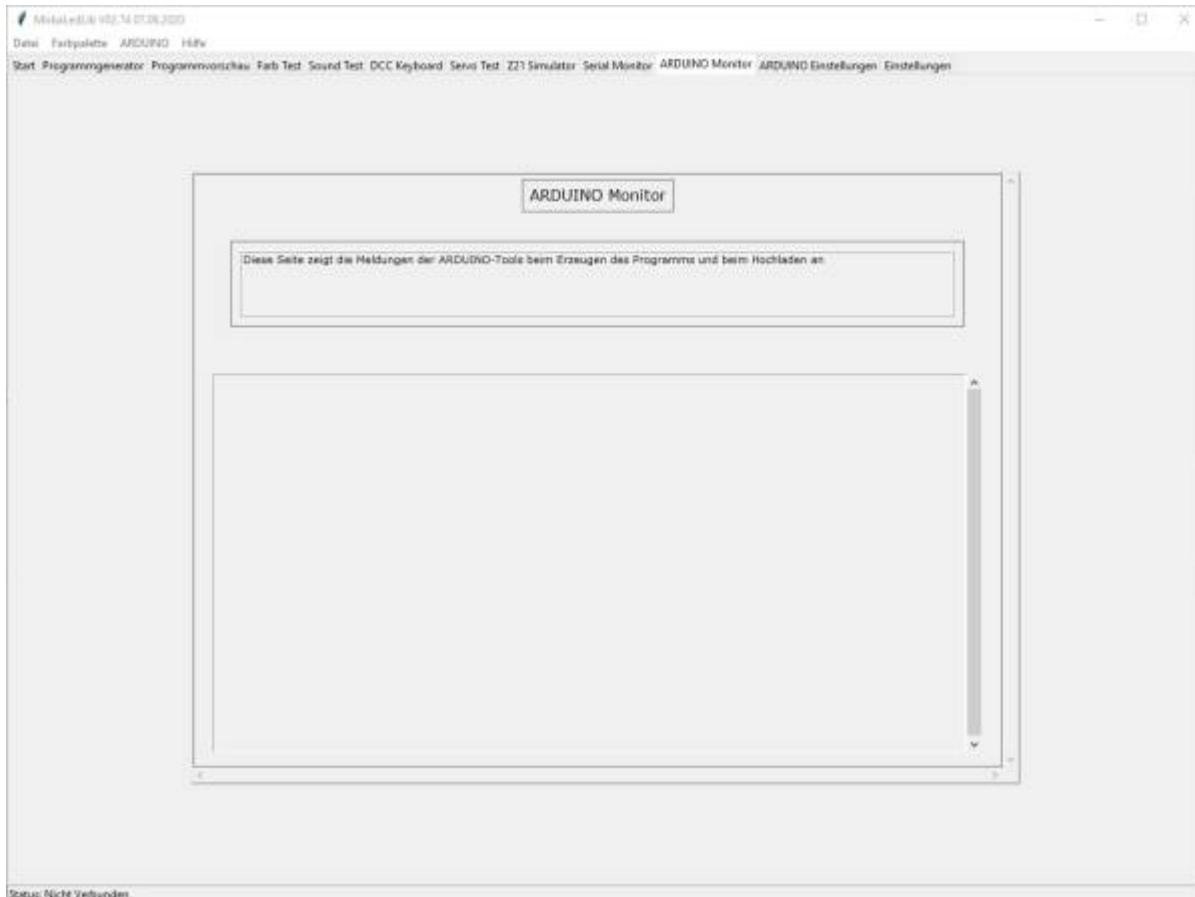 MobaLedLib V02.74 07.06.2020
Datei Farbpalette ARDUINO Hilfe
Start Programmgenerator Programmvorschau Farb Test Sound Test DCC Keyboard Servo Test Z21 Simulator Serial Monitor ARDUINO Monitor ARDUINO Einstellungen Einstellungen
ARDUINO Monitor
Diese Seite zeigt die Meldungen der ARDUINO-Tools beim Erzeugen des Programms und beim Hochladen an
Status: Nicht Verbunden